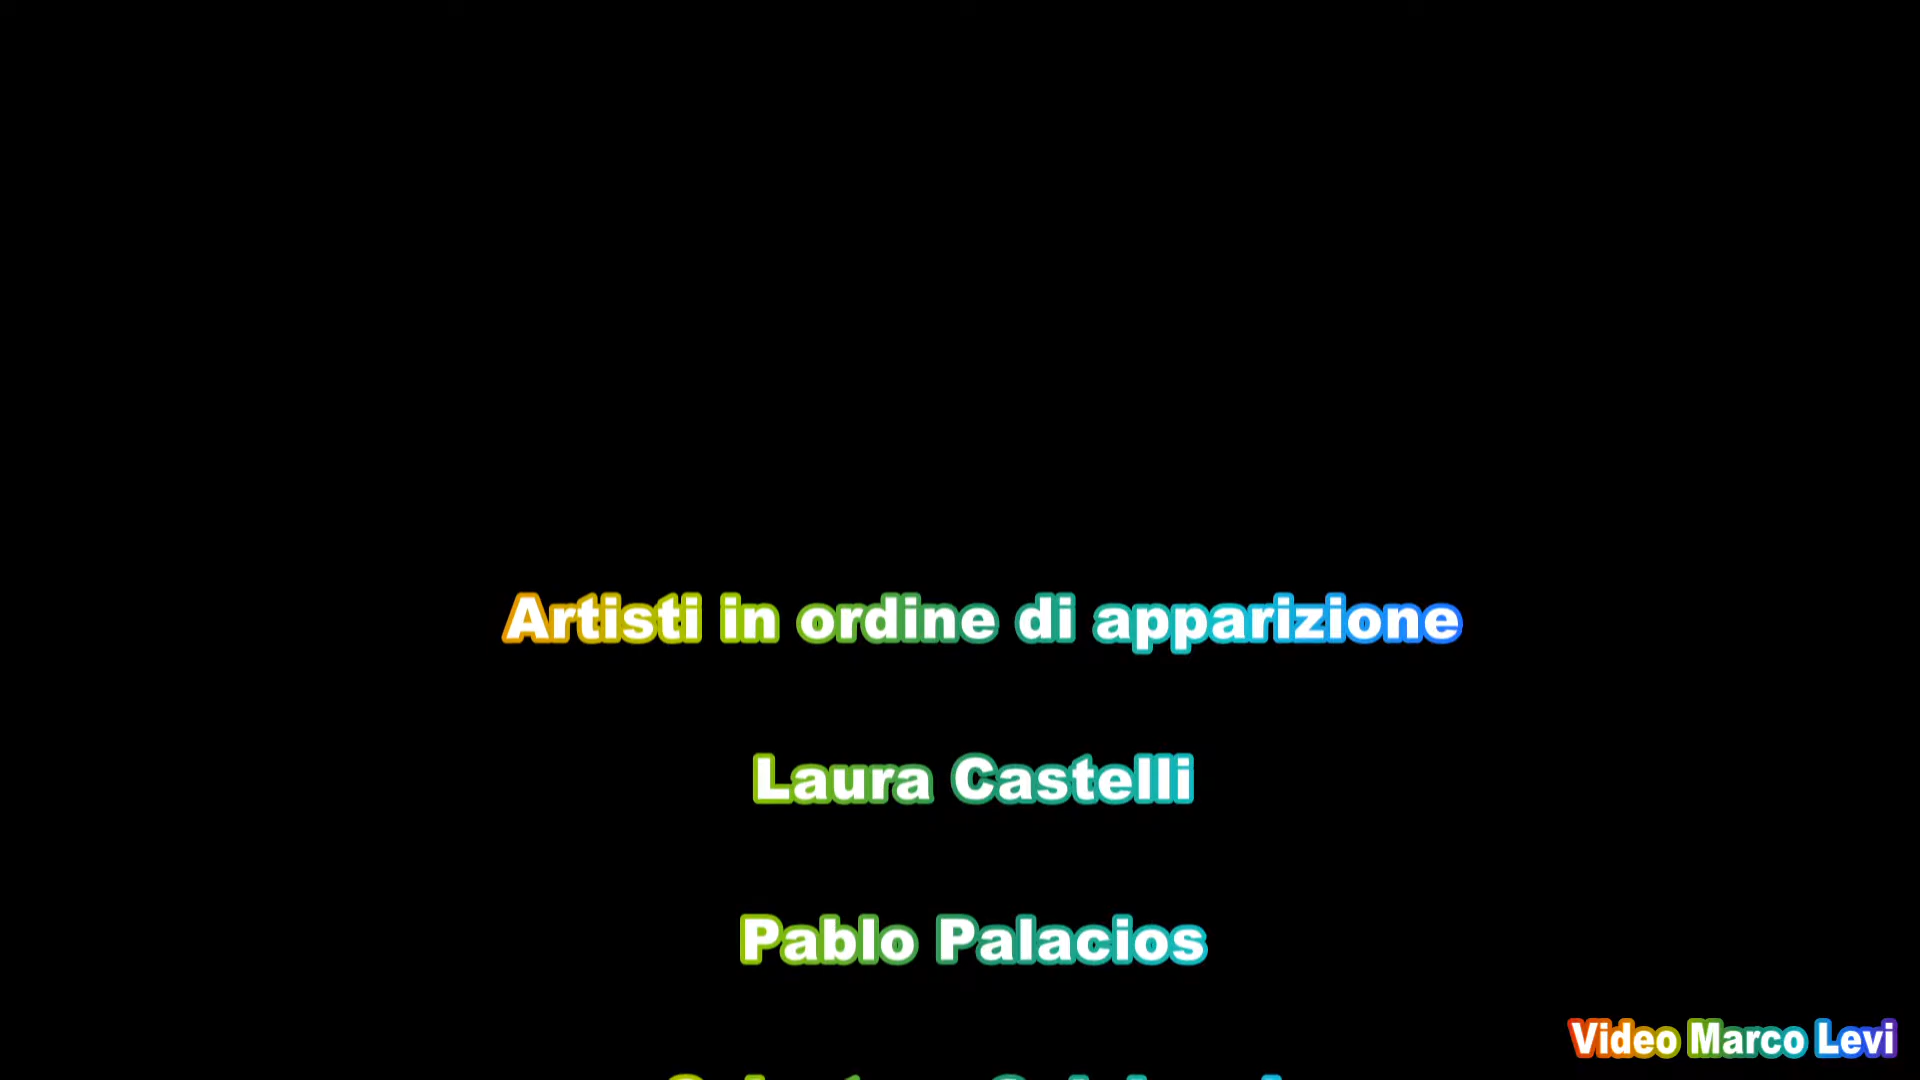 Artisti in ordine di apparizione
Laura Castelli
Pablo Palacios
Video Marco Levi